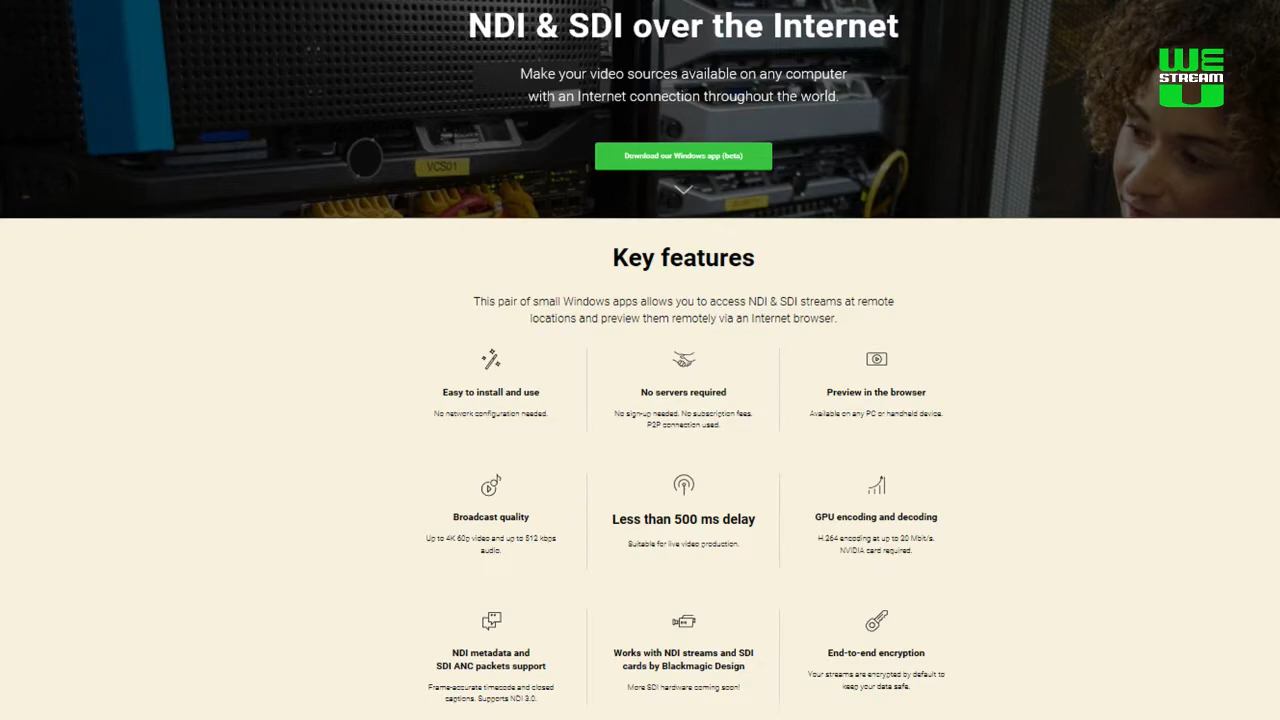 NDI & SDI over the Internet
Make your video sources available on any computer
with an Internet connection throughout the world.
WE
STREAM
U
VCS01
Download our Windows app (beta)
Key features
This pair of small Windows apps allows you to access NDI & SDI streams at remote
locations and preview them remotely via an Internet browser.
Easy to install and use
No network configuration needed.
No servers required
No sign-up needed. No subscription fees.
P2P connection used.
Preview in the browser
Available on any PC or handheld device.
Broadcast quality
Up to 4K 60p video and up to 512 kbps
audio.
Less than 500 ms delay
Suitable for live video production.
GPU encoding and decoding
H.264 encoding at up to 20 Mbit/s.
NVIDIA card required.
NDI metadata and
SDI ANC packets support
Frame-accurate timecode and closed
captions. Supports NDI 3.0.
Works with NDI streams and SDI
cards by Blackmagic Design
More SDI hardware coming soon!
End-to-end encryption
Your streams are encrypted by default to
keep your data safe.